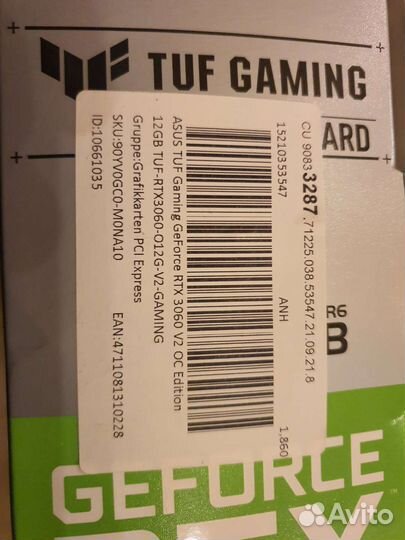 TUF GAMING
ARD
CU 9083 3287.71225.038.53547.21.09.21.8
15210353547
ANH
1,860
ASUS TUF Gaming GeForce RTX 3060 V2 OC Edition
12GB TUF-RTX3060-O12G-V2-GAMING
Gruppe:Grafikkarten PCI Express
SKU:90YV0GC0-M0NA10
EAN:4711081310228
ID:10661035
R6
B
GEFORCE
RTX
Avito